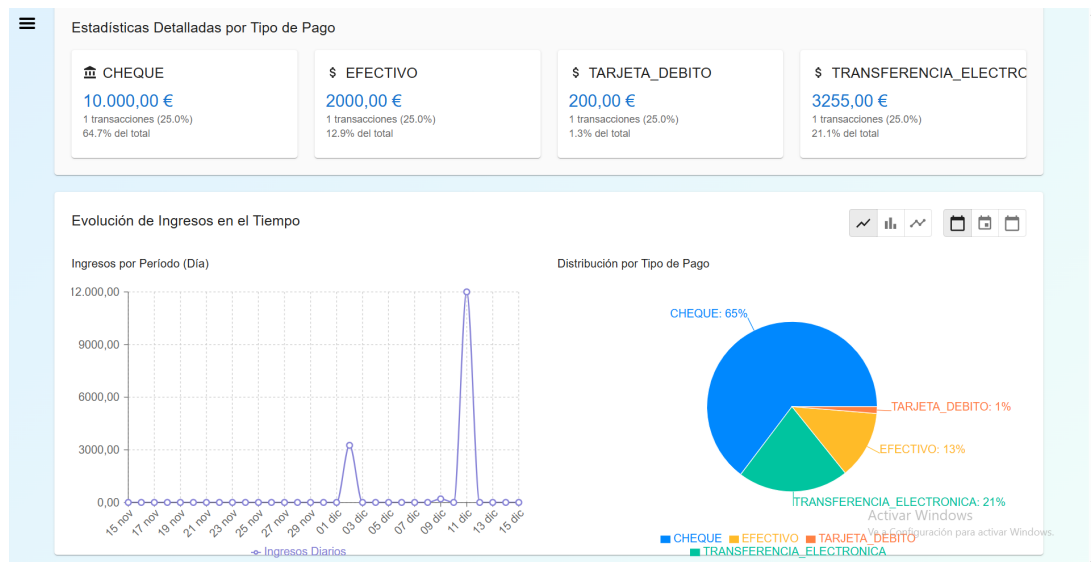 Estadísticas Detalladas por Tipo de Pago
CHEQUE
10.000,00 €
1 transacciones (25.0%)
64.7% del total
$ EFECTIVO
2000,00 €
1 transacciones (25.0%)
12.9% del total
$ TARJETA_DEBITO
200,00 €
1 transacciones (25.0%)
1.3% del total
$ TRANSFERENCIA_ELECTRO
3255,00 €
1 transacciones (25.0%)
21.1% del total
Evolución de Ingresos en el Tiempo
Ingresos por Período (Día)
12.000,00
9000,00
6000,00
3000,00
0,00
15 nov
17 nov
19 nov
21 nov
23 nov
25 nov
27 nov
29 nov
01 dic
03 dic
05 dic
07 dic
09 dic
11 dic
13 dic
15 dic
Ingresos Diarios
Distribución por Tipo de Pago
CHEQUE: 65%
TARJETA_DEBITO: 1%
EFECTIVO: 13%
TRANSFERENCIA_ELECTRONICA: 21%
CHEQUE EFECTIVO TARJETA_DEBITO
TRANSFERENCIA_ELECTRONICA
Activar Windows
Ve a Configuración para activar Windows.